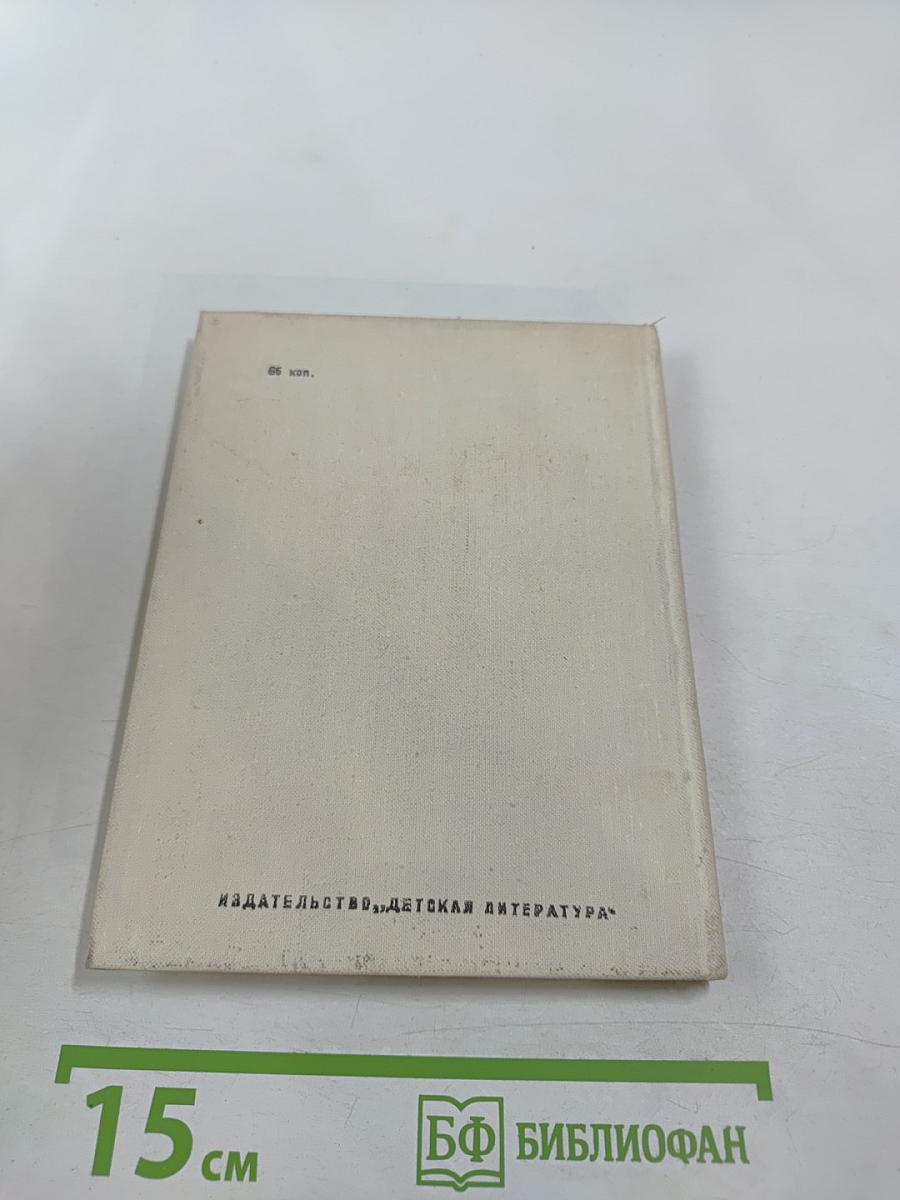 65 коп.
ИЗДАТЕЛЬСТВО „ДЕТСКАЯ ЛИТЕРАТУРА“
15 см
БФ БИБЛИОФАН